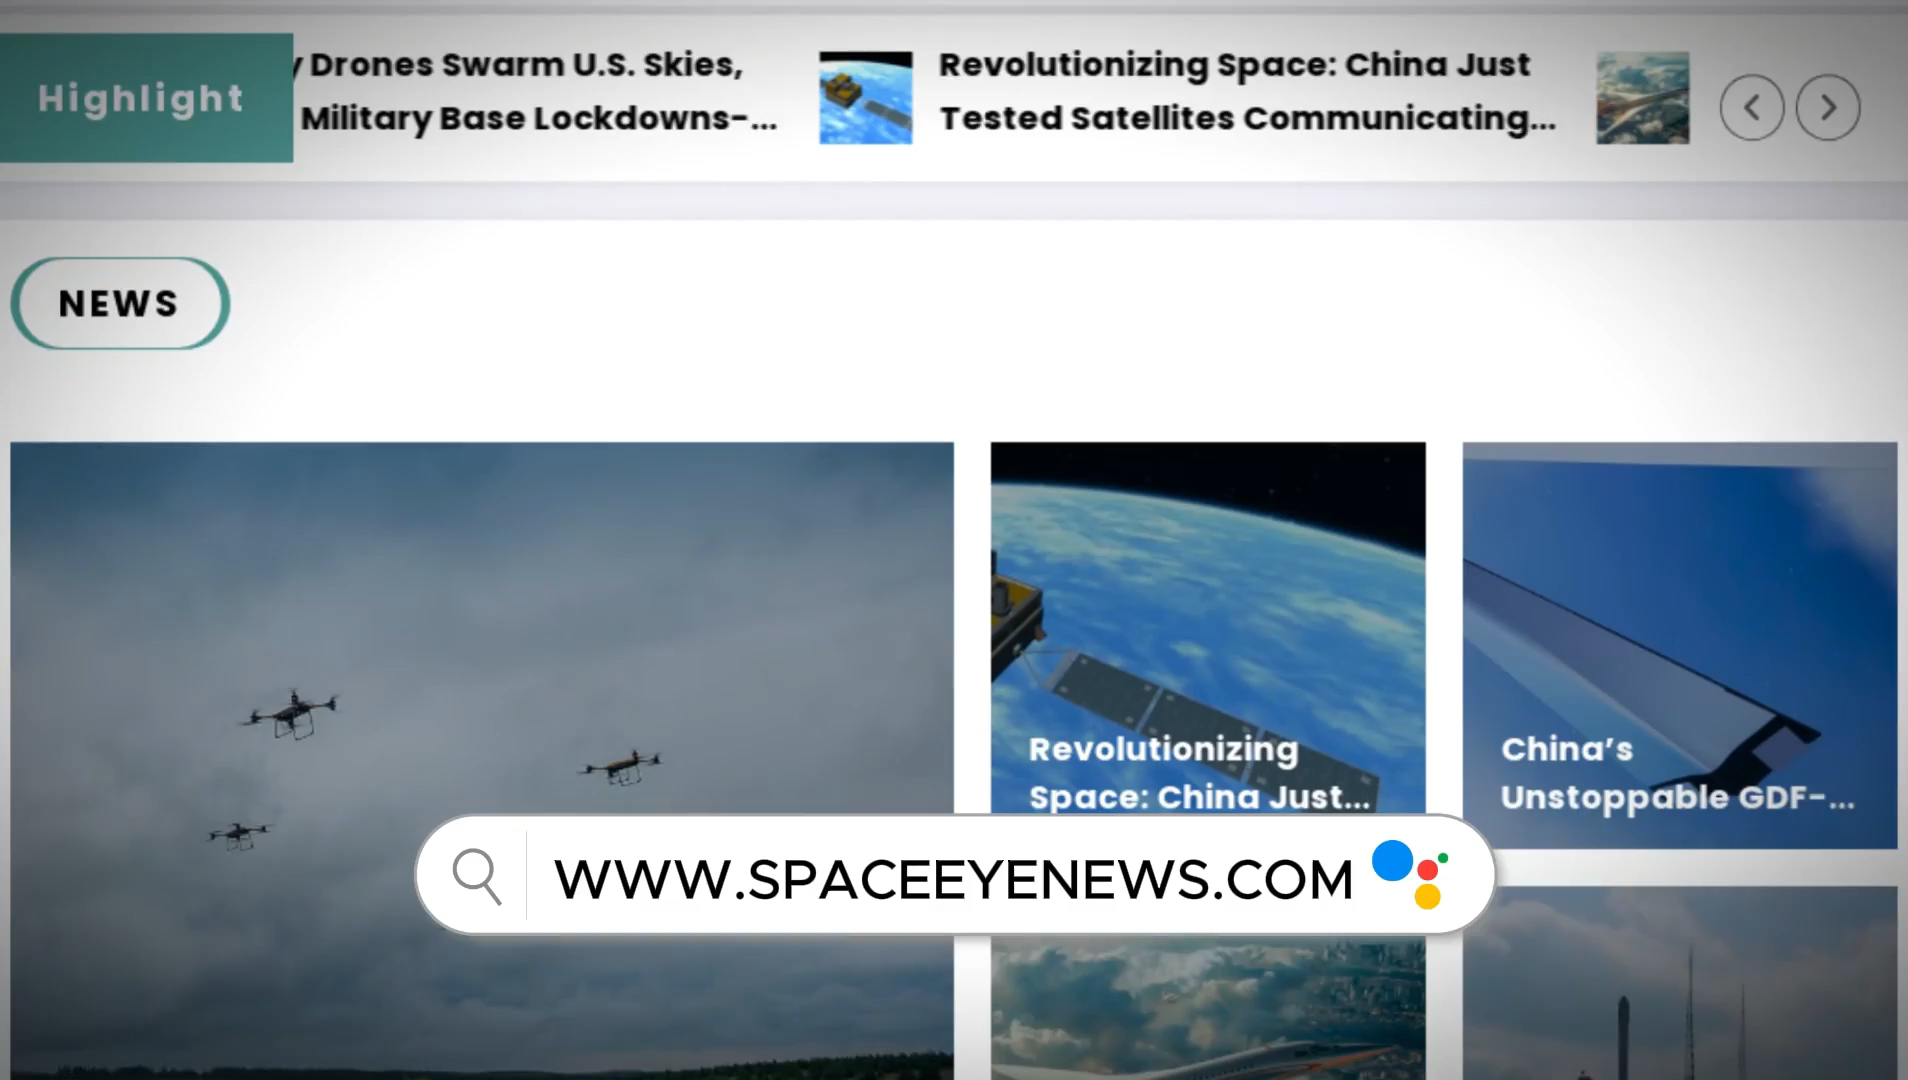 Highlight
Drones Swarm U.S. Skies,
Military Base Lockdowns-...
Revolutionizing Space: China Just
Tested Satellites Communicating...
NEWS
Revolutionizing
Space: China Just...
China’s
Unstoppable GDF-...
WWW.SPACEEYENEWS.COM